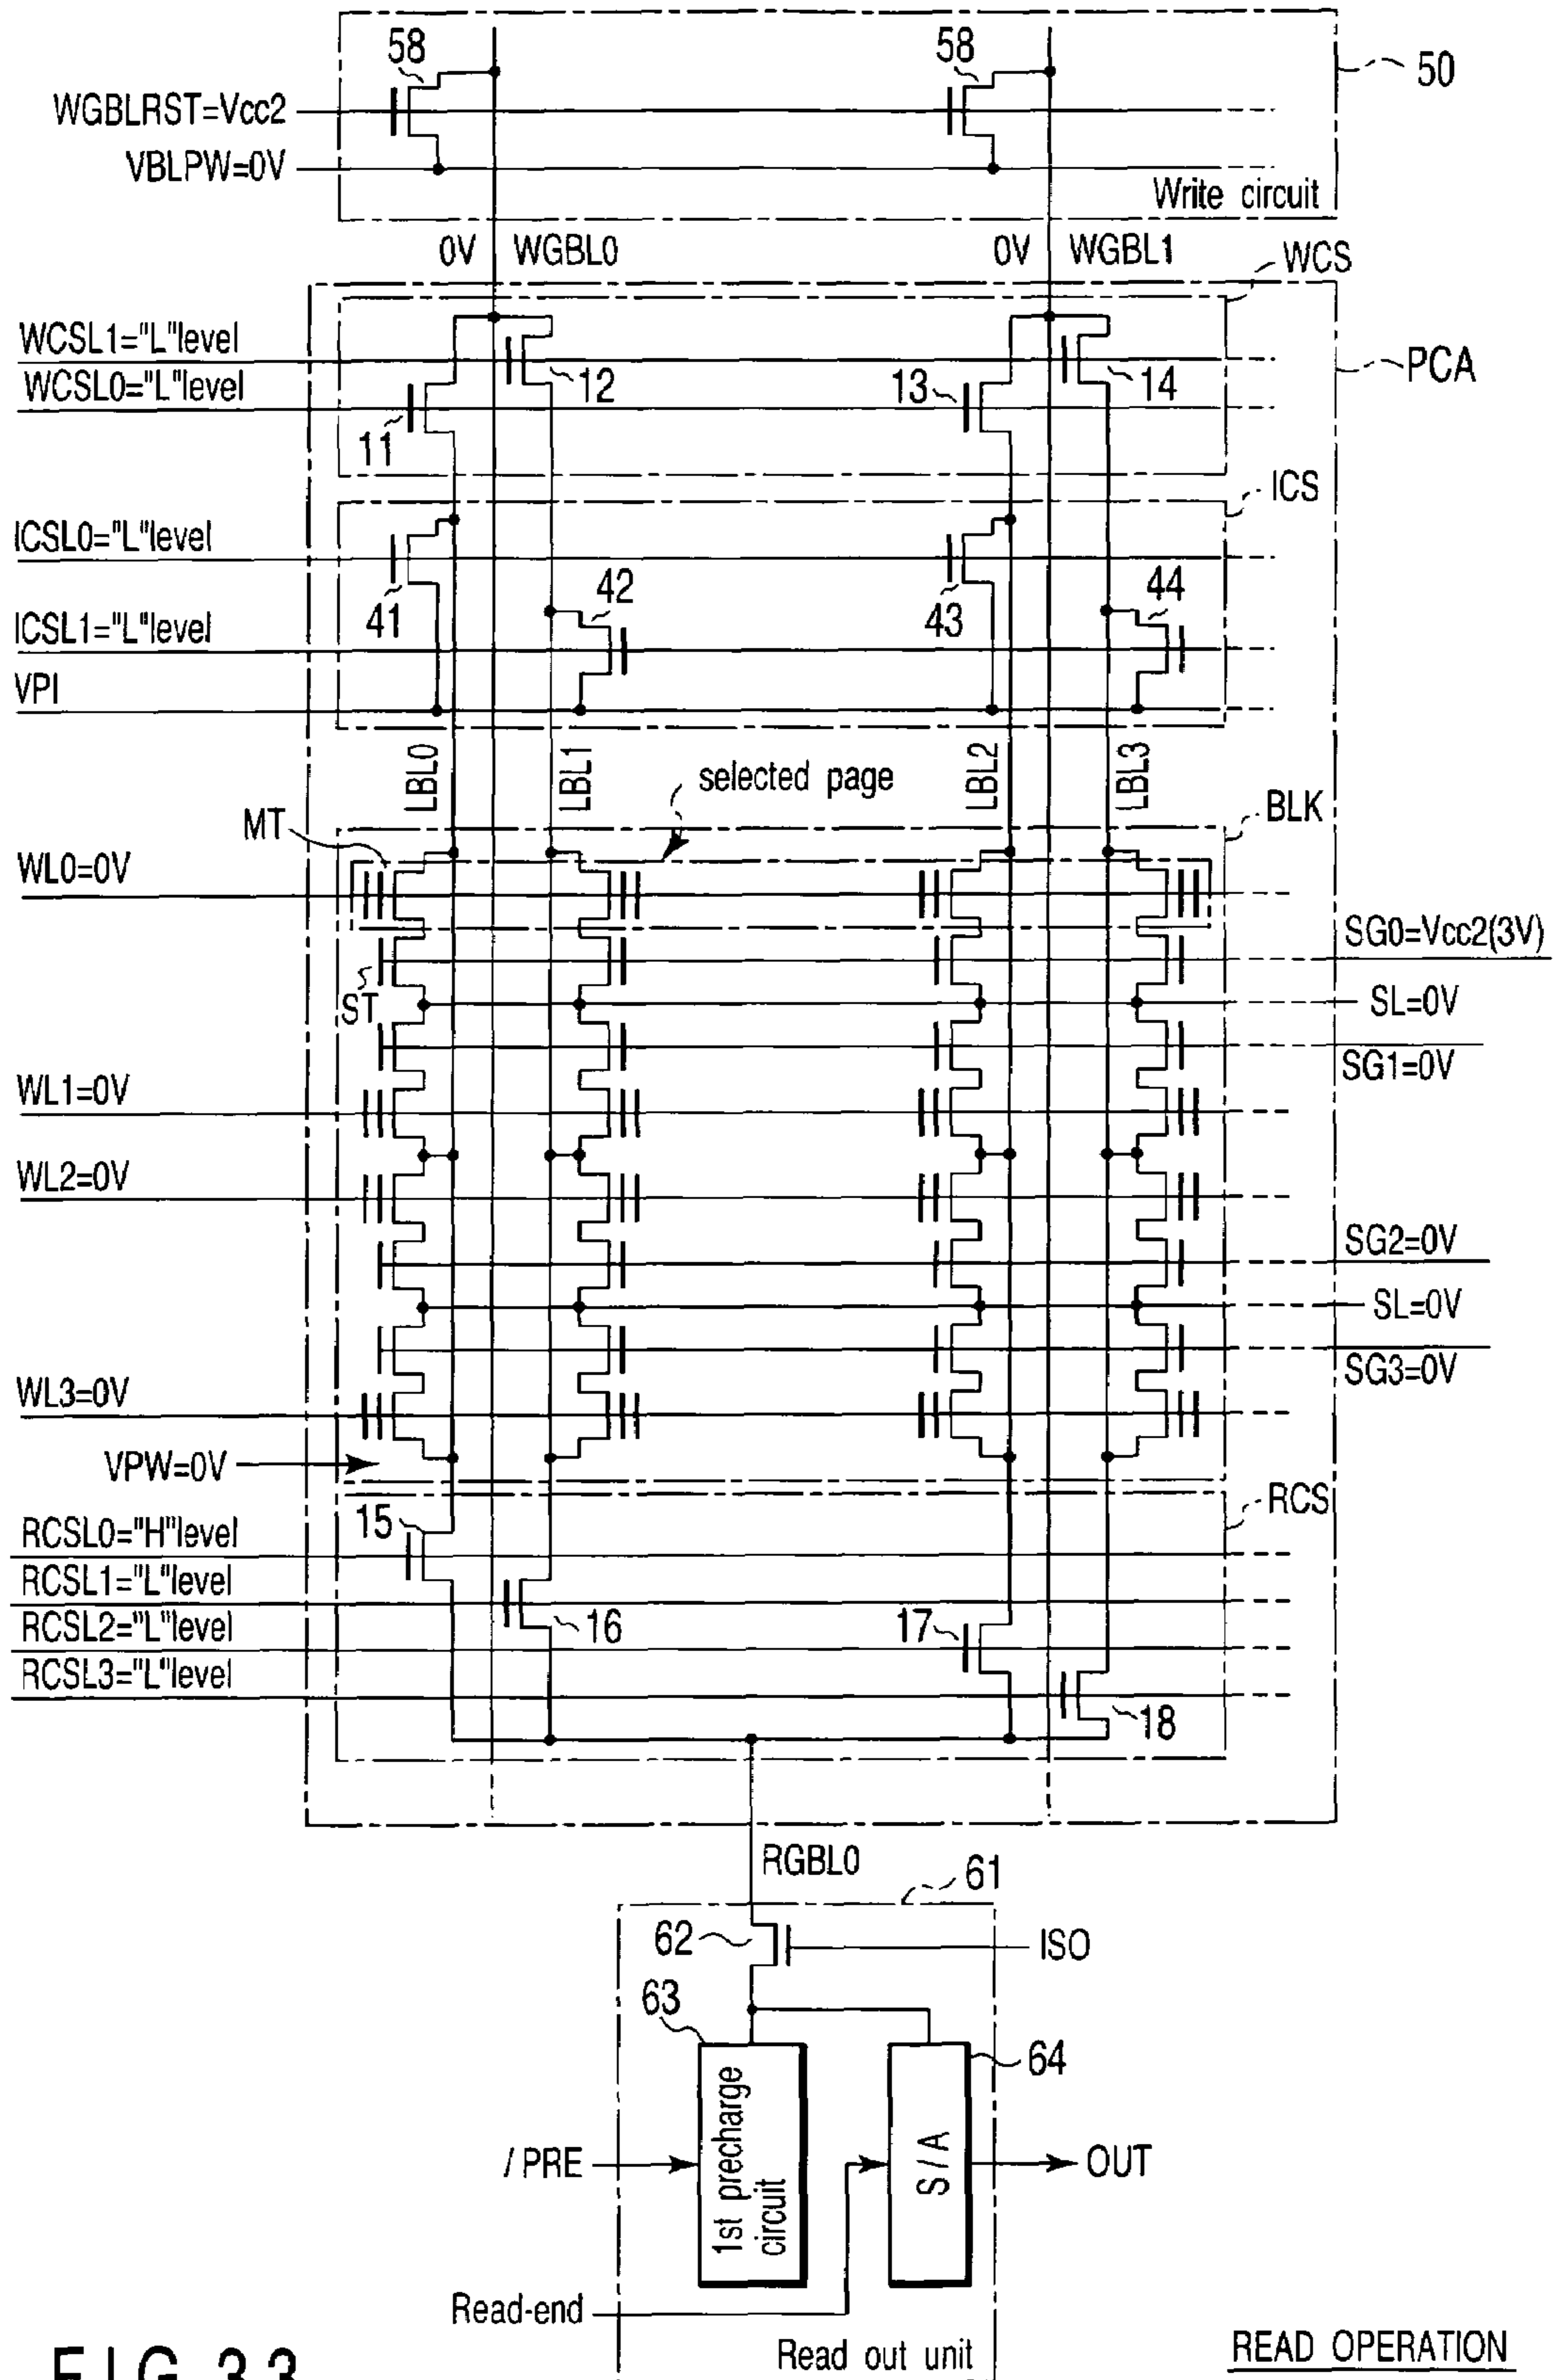 58
58
50
WGBLRST=Vcc2
VBLPW=0V
Write circuit
0V WGBL0
0V WGBL1
WCS
WCSL1="L"level
WCSL0="L"level
PCA
12
13
14
11
ICS
ICSL0="L"level
41
42
43
44
ICSL1="L"level
VPI
LBL0
LBL1
LBL2
LBL3
selected page
MT
BLK
WL0=0V
SG0=Vcc2(3V)
ST
SL=0V
SG1=0V
WL1=0V
WL2=0V
SG2=0V
SL=0V
SG3=0V
WL3=0V
VPW=0V
RCS
15
RCSL0="H"level
RCSL1="L"level
16
17
RCSL2="L"level
RCSL3="L"level
18
RGBL0
61
62
ISO
63
64
1st precharge
circuit
S/A
/PRE
OUT
Read-end
Read out unit
READ OPERATION
FIG.33